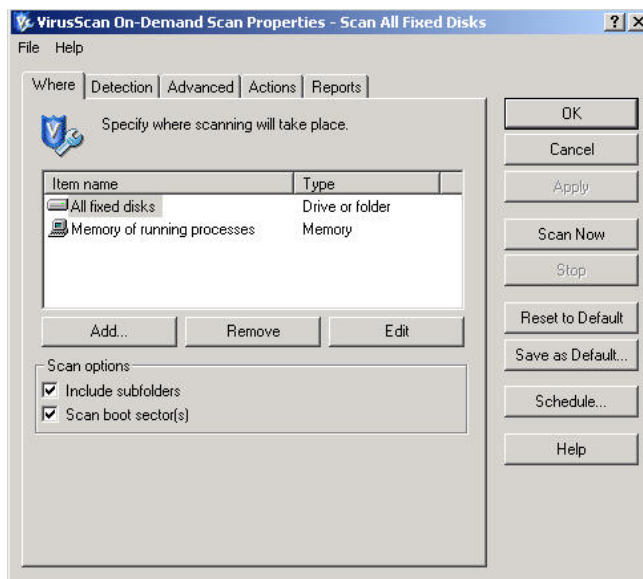 VirusScan On-Demand Scan Properties - Scan All Fixed Disks
File Help
Where Detection Advanced Actions Reports
Specify where scanning will take place.
Item name Type
All fixed disks Drive or folder
Memory of running processes Memory
Add... Remove Edit
Scan options
Include subfolders
Scan boot sector(s)
OK
Cancel
Apply
Scan Now
Stop
Reset to Default
Save as Default...
Schedule...
Help